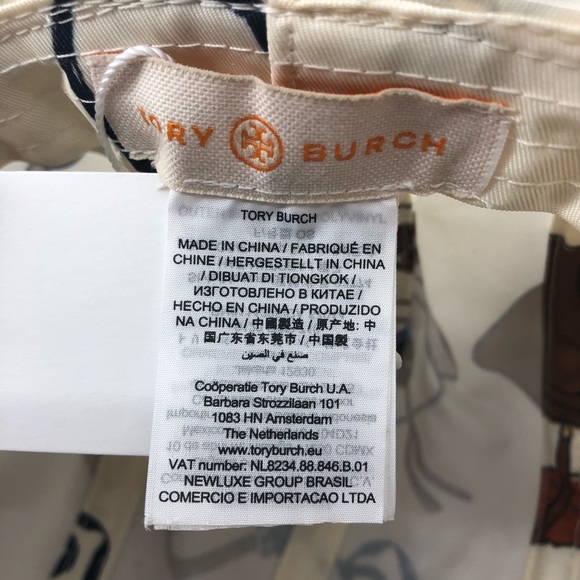 TORY BURCH
TORY BURCH
MADE IN CHINA / FABRIQUÉ EN
CHINE / HERGESTELLT IN CHINA
/ DIBUAT DI TIONGKOK /
ИЗГОТОВЛЕНО В КИТАЕ /
HECHO EN CHINA / PRODUZIDO
NA CHINA / 中國製造 / 原产地: 中
国广东省东莞市 / 中国製
صنع في الصين
Coöperatie Tory Burch U.A.
Barbara Strozzilaan 101
1083 HN Amsterdam
The Netherlands
www.toryburch.com
VAT number: NL8234.88.846.B.01
NEWLUXE GROUP BRASIL
COMERCIO E IMPORTACAO LTDA